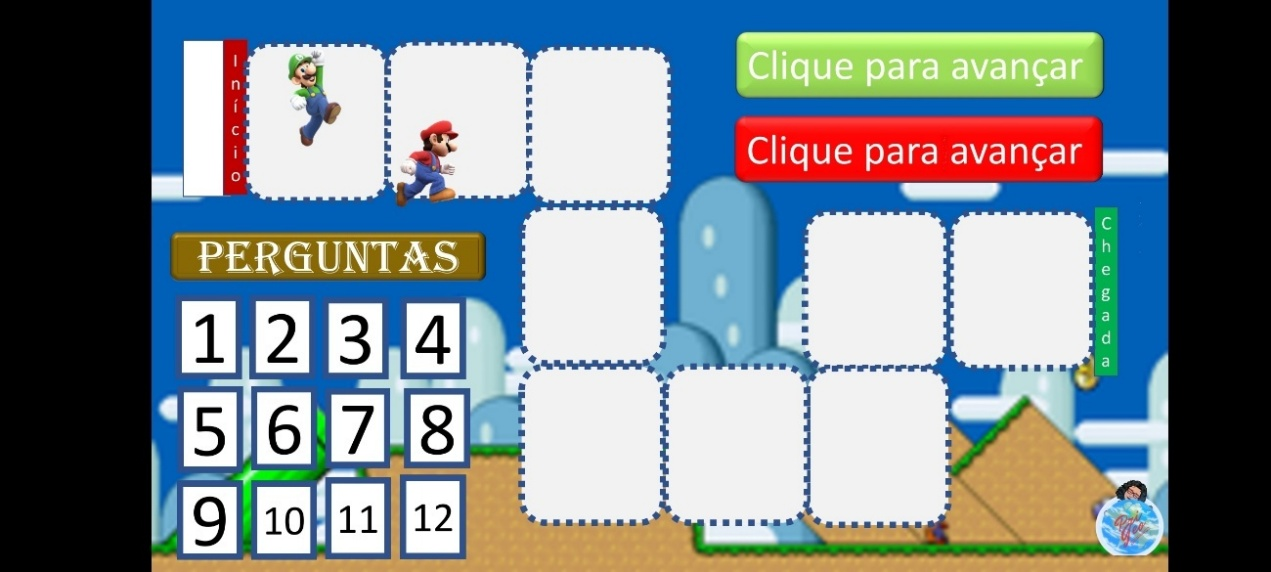 Início
Clique para avançar
Clique para avançar
PERGUNTAS
Chegada
1 2 3 4
5 6 7 8
9 10 11 12